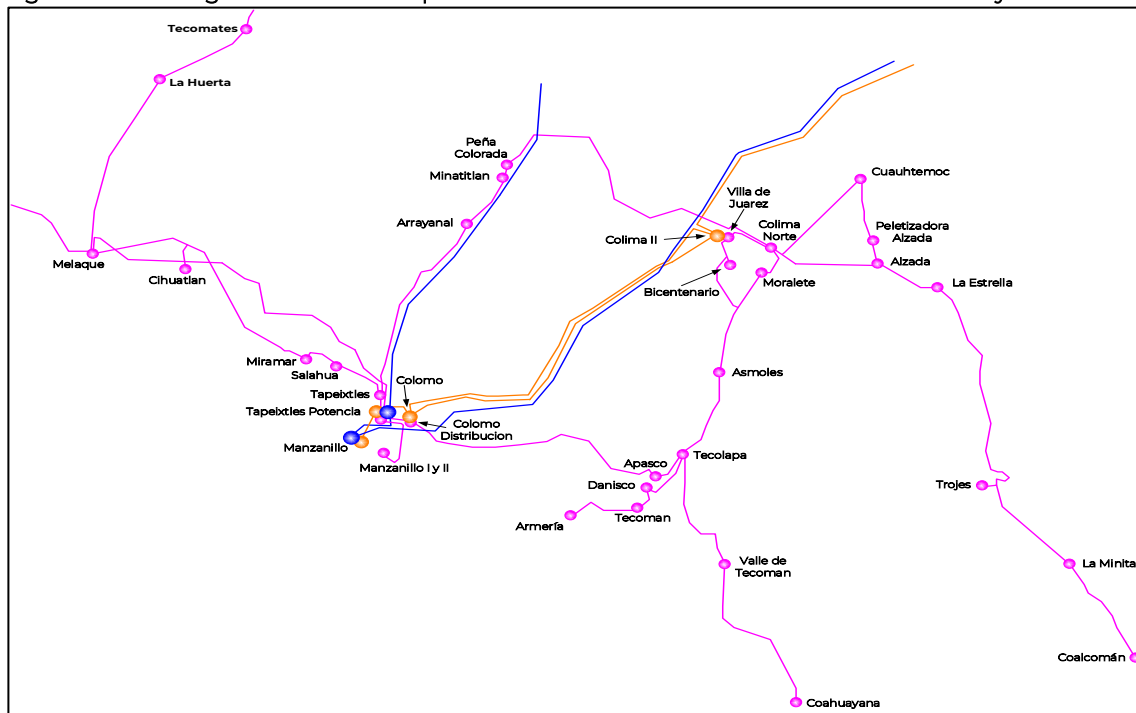 Tecomates
La Huerta
Peña
Colorada
Minatitlan
Cuauhtemoc
Villa de
Juarez
Arrayanal
Colima II
Colima
Norte
Peletizadora
Alzada
Melaque
Cihuatlan
Alzada
Bicentenario
Moralete
La Estrella
Miramar
Salahua
Colomo
Asmoles
Tapeixtles
Tapeixtles Potencia
Colomo
Distribucion
Manzanillo
Manzanillo I y II
Apasco
Tecolapa
Danisco
Trojes
Armería
Tecoman
Valle de
Tecoman
La Minita
Coalcomán
Coahuayana